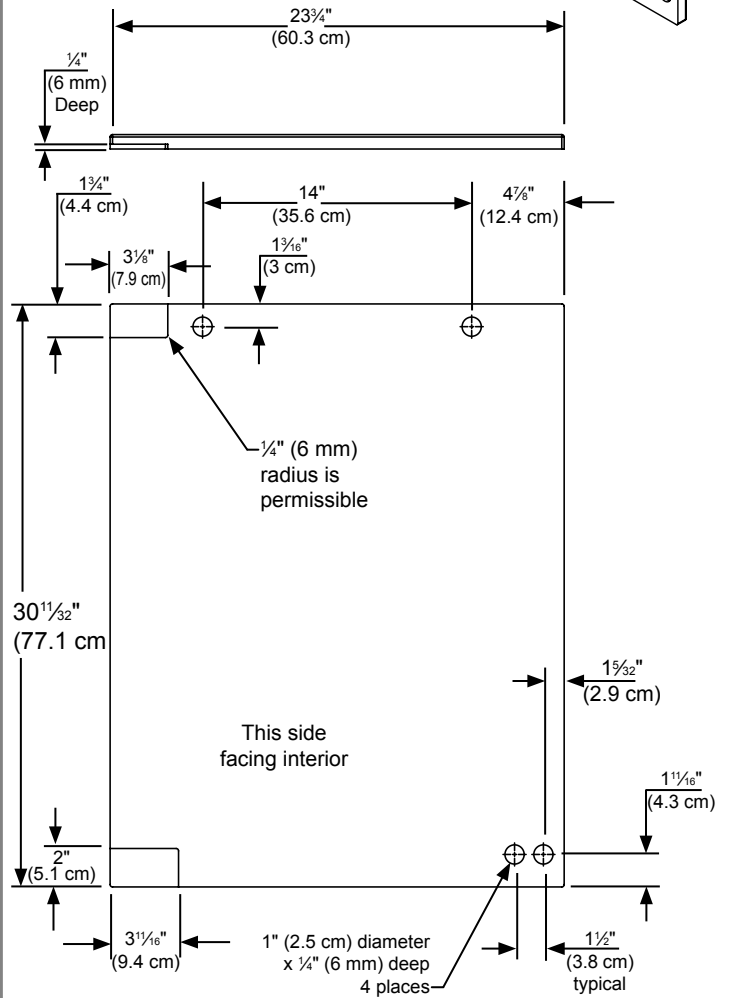 23¾"
(60.3 cm)
¼"
(6 mm)
Deep
1¾"
(4.4 cm)
14"
(35.6 cm)
4⅞"
(12.4 cm)
3⅛"
(7.9 cm)
1³⁄₁₆"
(3 cm)
¼" (6 mm)
radius is
permissible
30¹¹⁄₃₂"
(77.1 cm
1⁵⁄₃₂"
(2.9 cm)
This side
facing interior
1¹¹⁄₁₆"
(4.3 cm)
2"
(5.1 cm)
3¹¹⁄₁₆"
(9.4 cm)
1" (2.5 cm) diameter
x ¼" (6 mm) deep
4 places
1½"
(3.8 cm)
typical